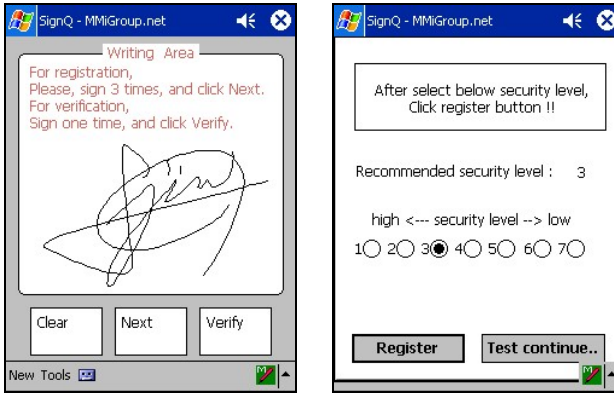 SignQ - MMiGroup.net
Writing Area
For registration,
Please, sign 3 times, and click Next.
For verification,
Sign one time, and click Verify.
Clear
Next
Verify
New Tools
SignQ - MMiGroup.net
After select below security level,
Click register button !!
Recommended security level : 3
high <--- security level --> low
1 2 3 4 5 6 7
Register
Test continue..